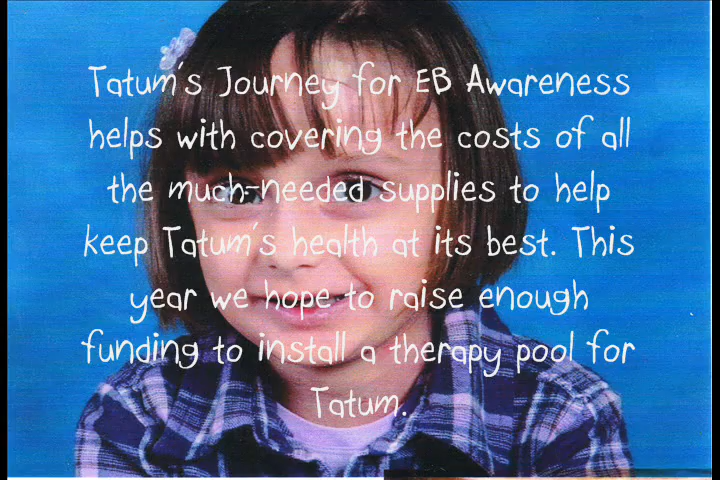 Tatum's Journey for EB Awareness
helps with covering the costs of all
the much-needed supplies to help
keep Tatum's health at its best. This
year we hope to raise enough
funding to install a therapy pool for
Tatum.